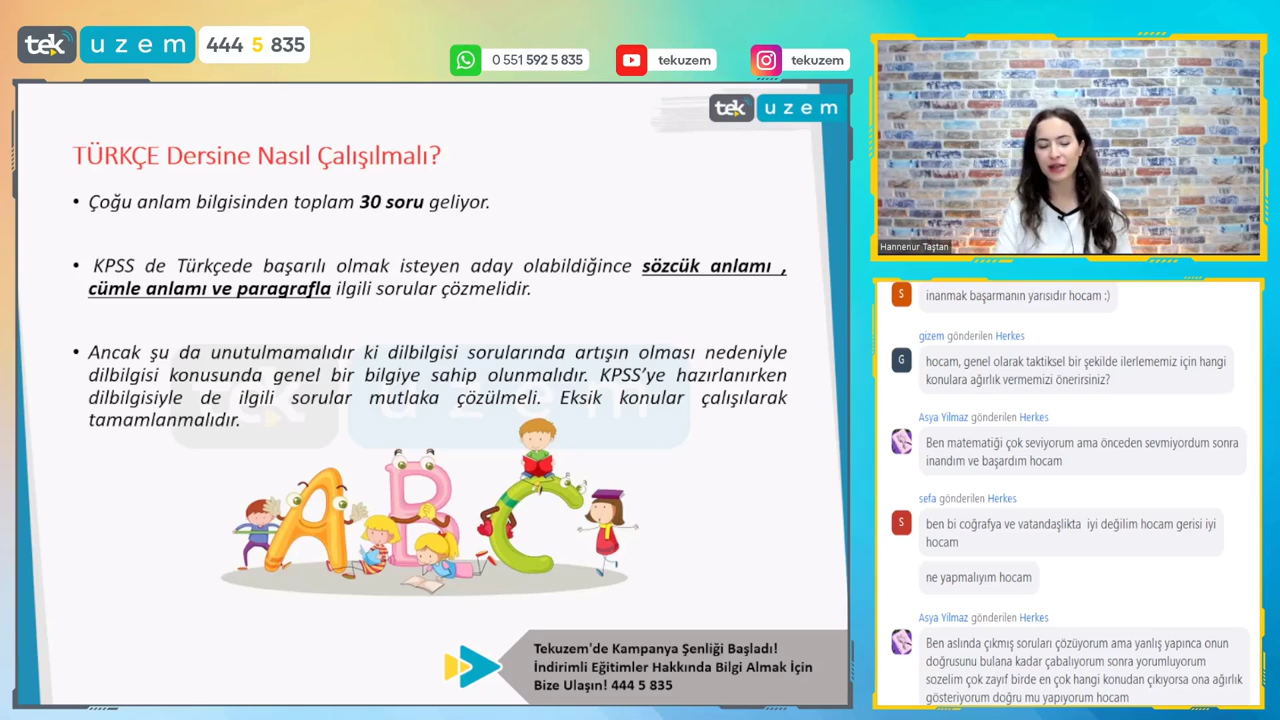 tek uzem 444 5 835
0 551 592 5 835
tekuzem
tekuzem
tek uzem
TÜRKÇE Dersine Nasıl Çalışılmalı?
• Çoğu anlam bilgisinden toplam 30 soru geliyor.
• KPSS de Türkçede başarılı olmak isteyen aday olabildiğince sözcük anlamı ,
cümle anlamı ve paragrafla ilgili sorular çözmelidir.
• Ancak şu da unutulmamalıdır ki dilbilgisi sorularında artışın olması nedeniyle
dilbilgisi konusunda genel bir bilgiye sahip olunmalıdır. KPSS’ye hazırlanırken
dilbilgisiyle de ilgili sorular mutlaka çözülmeli. Eksik konular çalışılarak
tamamlanmalıdır.
tek uzem
A B C
Tekuzem'de Kampanya Şenliği Başladı!
İndirimli Eğitimler Hakkında Bilgi Almak İçin
Bize Ulaşın! 444 5 835
Hannenur Taştan
S
inanmak başarmanın yarısıdır hocam :)
gizem gönderilen Herkes
G
hocam, genel olarak taktiksel bir şekilde ilerlememiz için hangi
konulara ağırlık vermemizi önerirsiniz?
Asya Yilmaz gönderilen Herkes
Ben matematiği çok seviyorum ama önceden sevmiyordum sonra
inandım ve başardım hocam
sefa gönderilen Herkes
S
ben bi coğrafya ve vatandaşlıkta iyi değilim hocam gerisi iyi
hocam
ne yapmalıyım hocam
Asya Yilmaz gönderilen Herkes
Ben aslında çıkmış soruları çözüyorum ama yanlış yapınca onun
doğrusunu bulana kadar çabalıyorum sonra yorumluyorum
sozelim çok zayıf birde en çok hangi konudan çıkıyorsa ona ağırlık
gösteriyorum doğru mu yapıyorum hocam